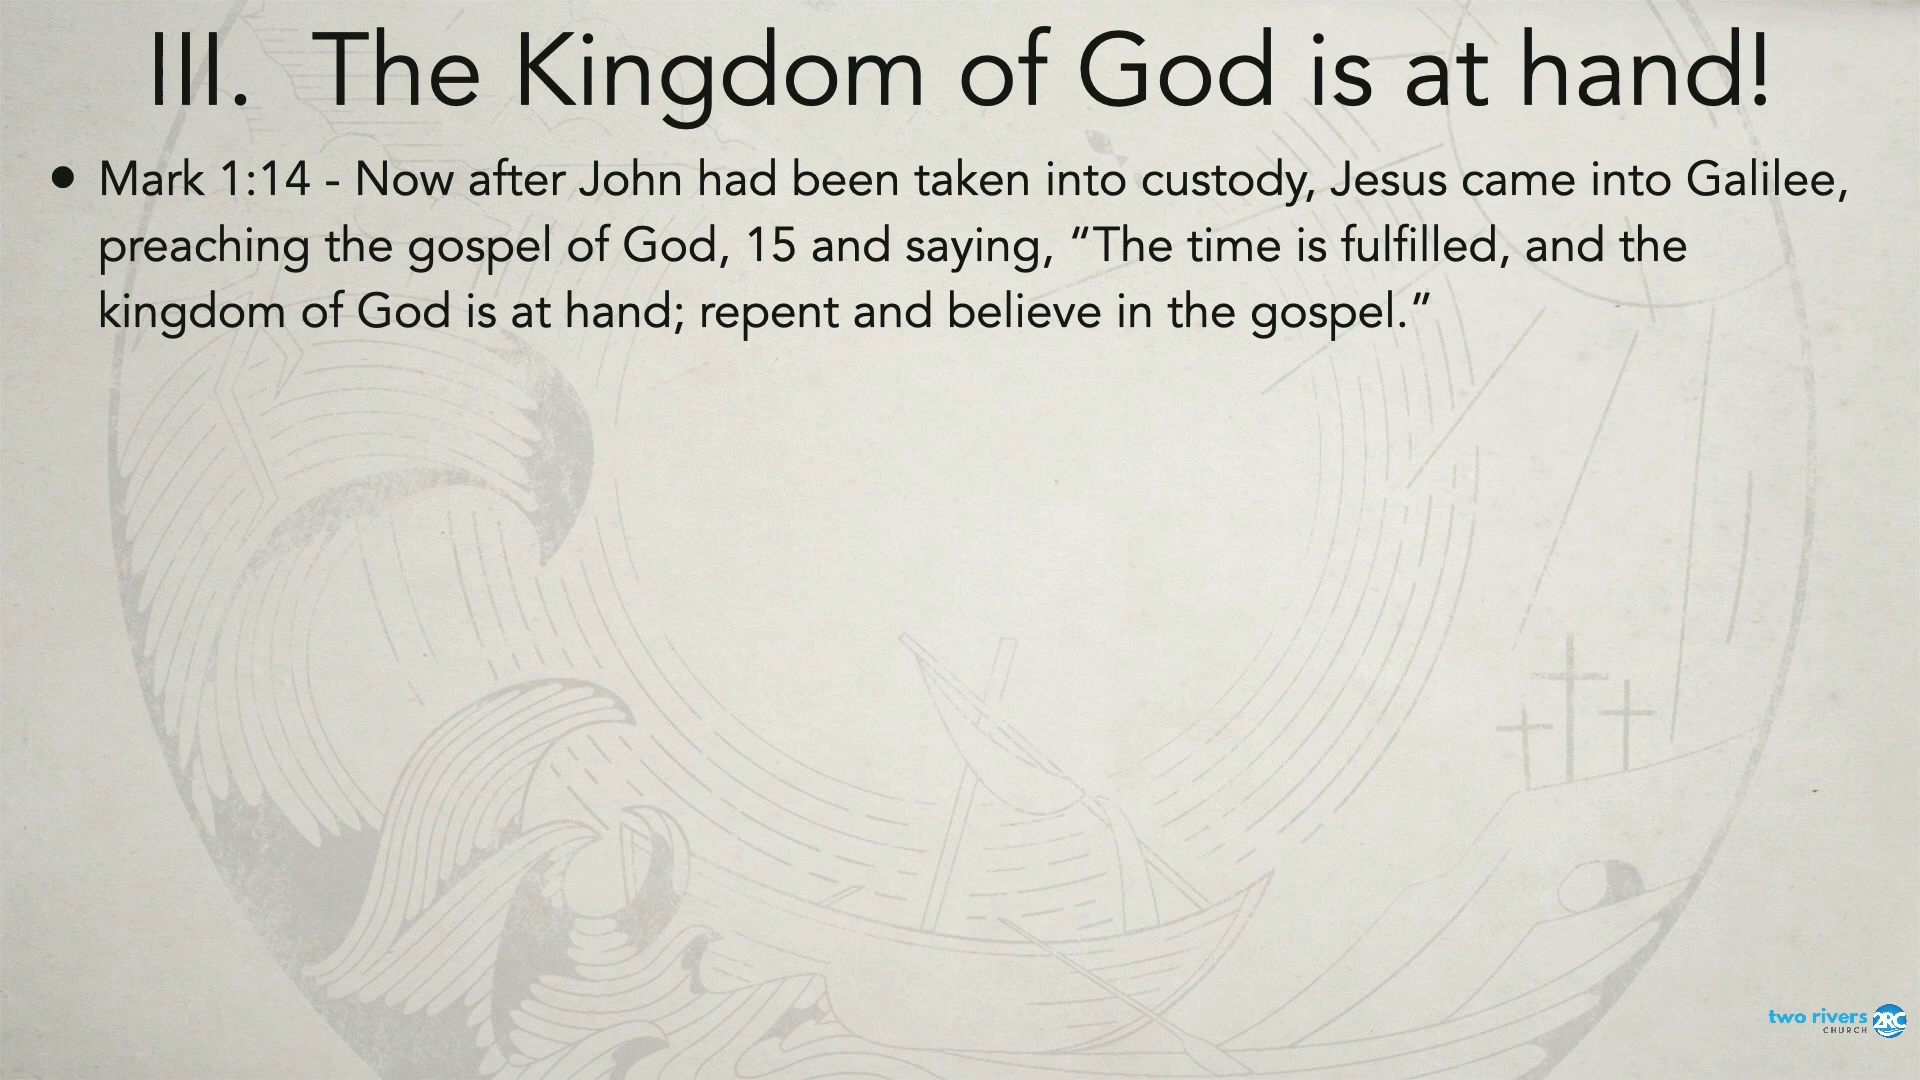 III. The Kingdom of God is at hand!
• Mark 1:14 - Now after John had been taken into custody, Jesus came into Galilee,
preaching the gospel of God, 15 and saying, “The time is fulfilled, and the
kingdom of God is at hand; repent and believe in the gospel.”
two rivers
CHURCH
2RC